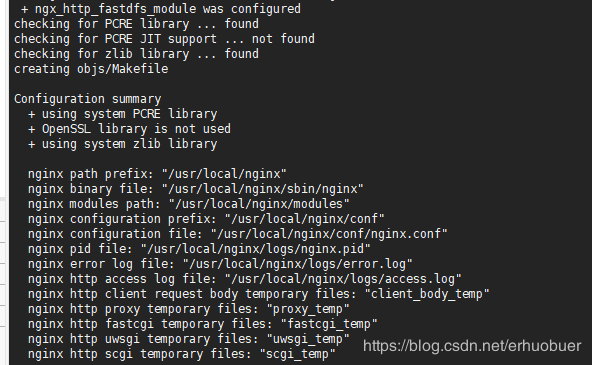 + ngx_http_fastdfs_module was configured
checking for PCRE library ... found
checking for PCRE JIT support ... not found
checking for zlib library ... found
creating objs/Makefile
Configuration summary
+ using system PCRE library
+ OpenSSL library is not used
+ using system zlib library
nginx path prefix: "/usr/local/nginx"
nginx binary file: "/usr/local/nginx/sbin/nginx"
nginx modules path: "/usr/local/nginx/modules"
nginx configuration prefix: "/usr/local/nginx/conf"
nginx configuration file: "/usr/local/nginx/conf/nginx.conf"
nginx pid file: "/usr/local/nginx/logs/nginx.pid"
nginx error log file: "/usr/local/nginx/logs/error.log"
nginx http access log file: "/usr/local/nginx/logs/access.log"
nginx http client request body temporary files: "client_body_temp"
nginx http proxy temporary files: "proxy_temp"
nginx http fastcgi temporary files: "fastcgi_temp"
nginx http uwsgi temporary files: "uwsgi_temp"
nginx http scgi temporary files: "scgi_temp"
https://blog.csdn.net/erhuobuer